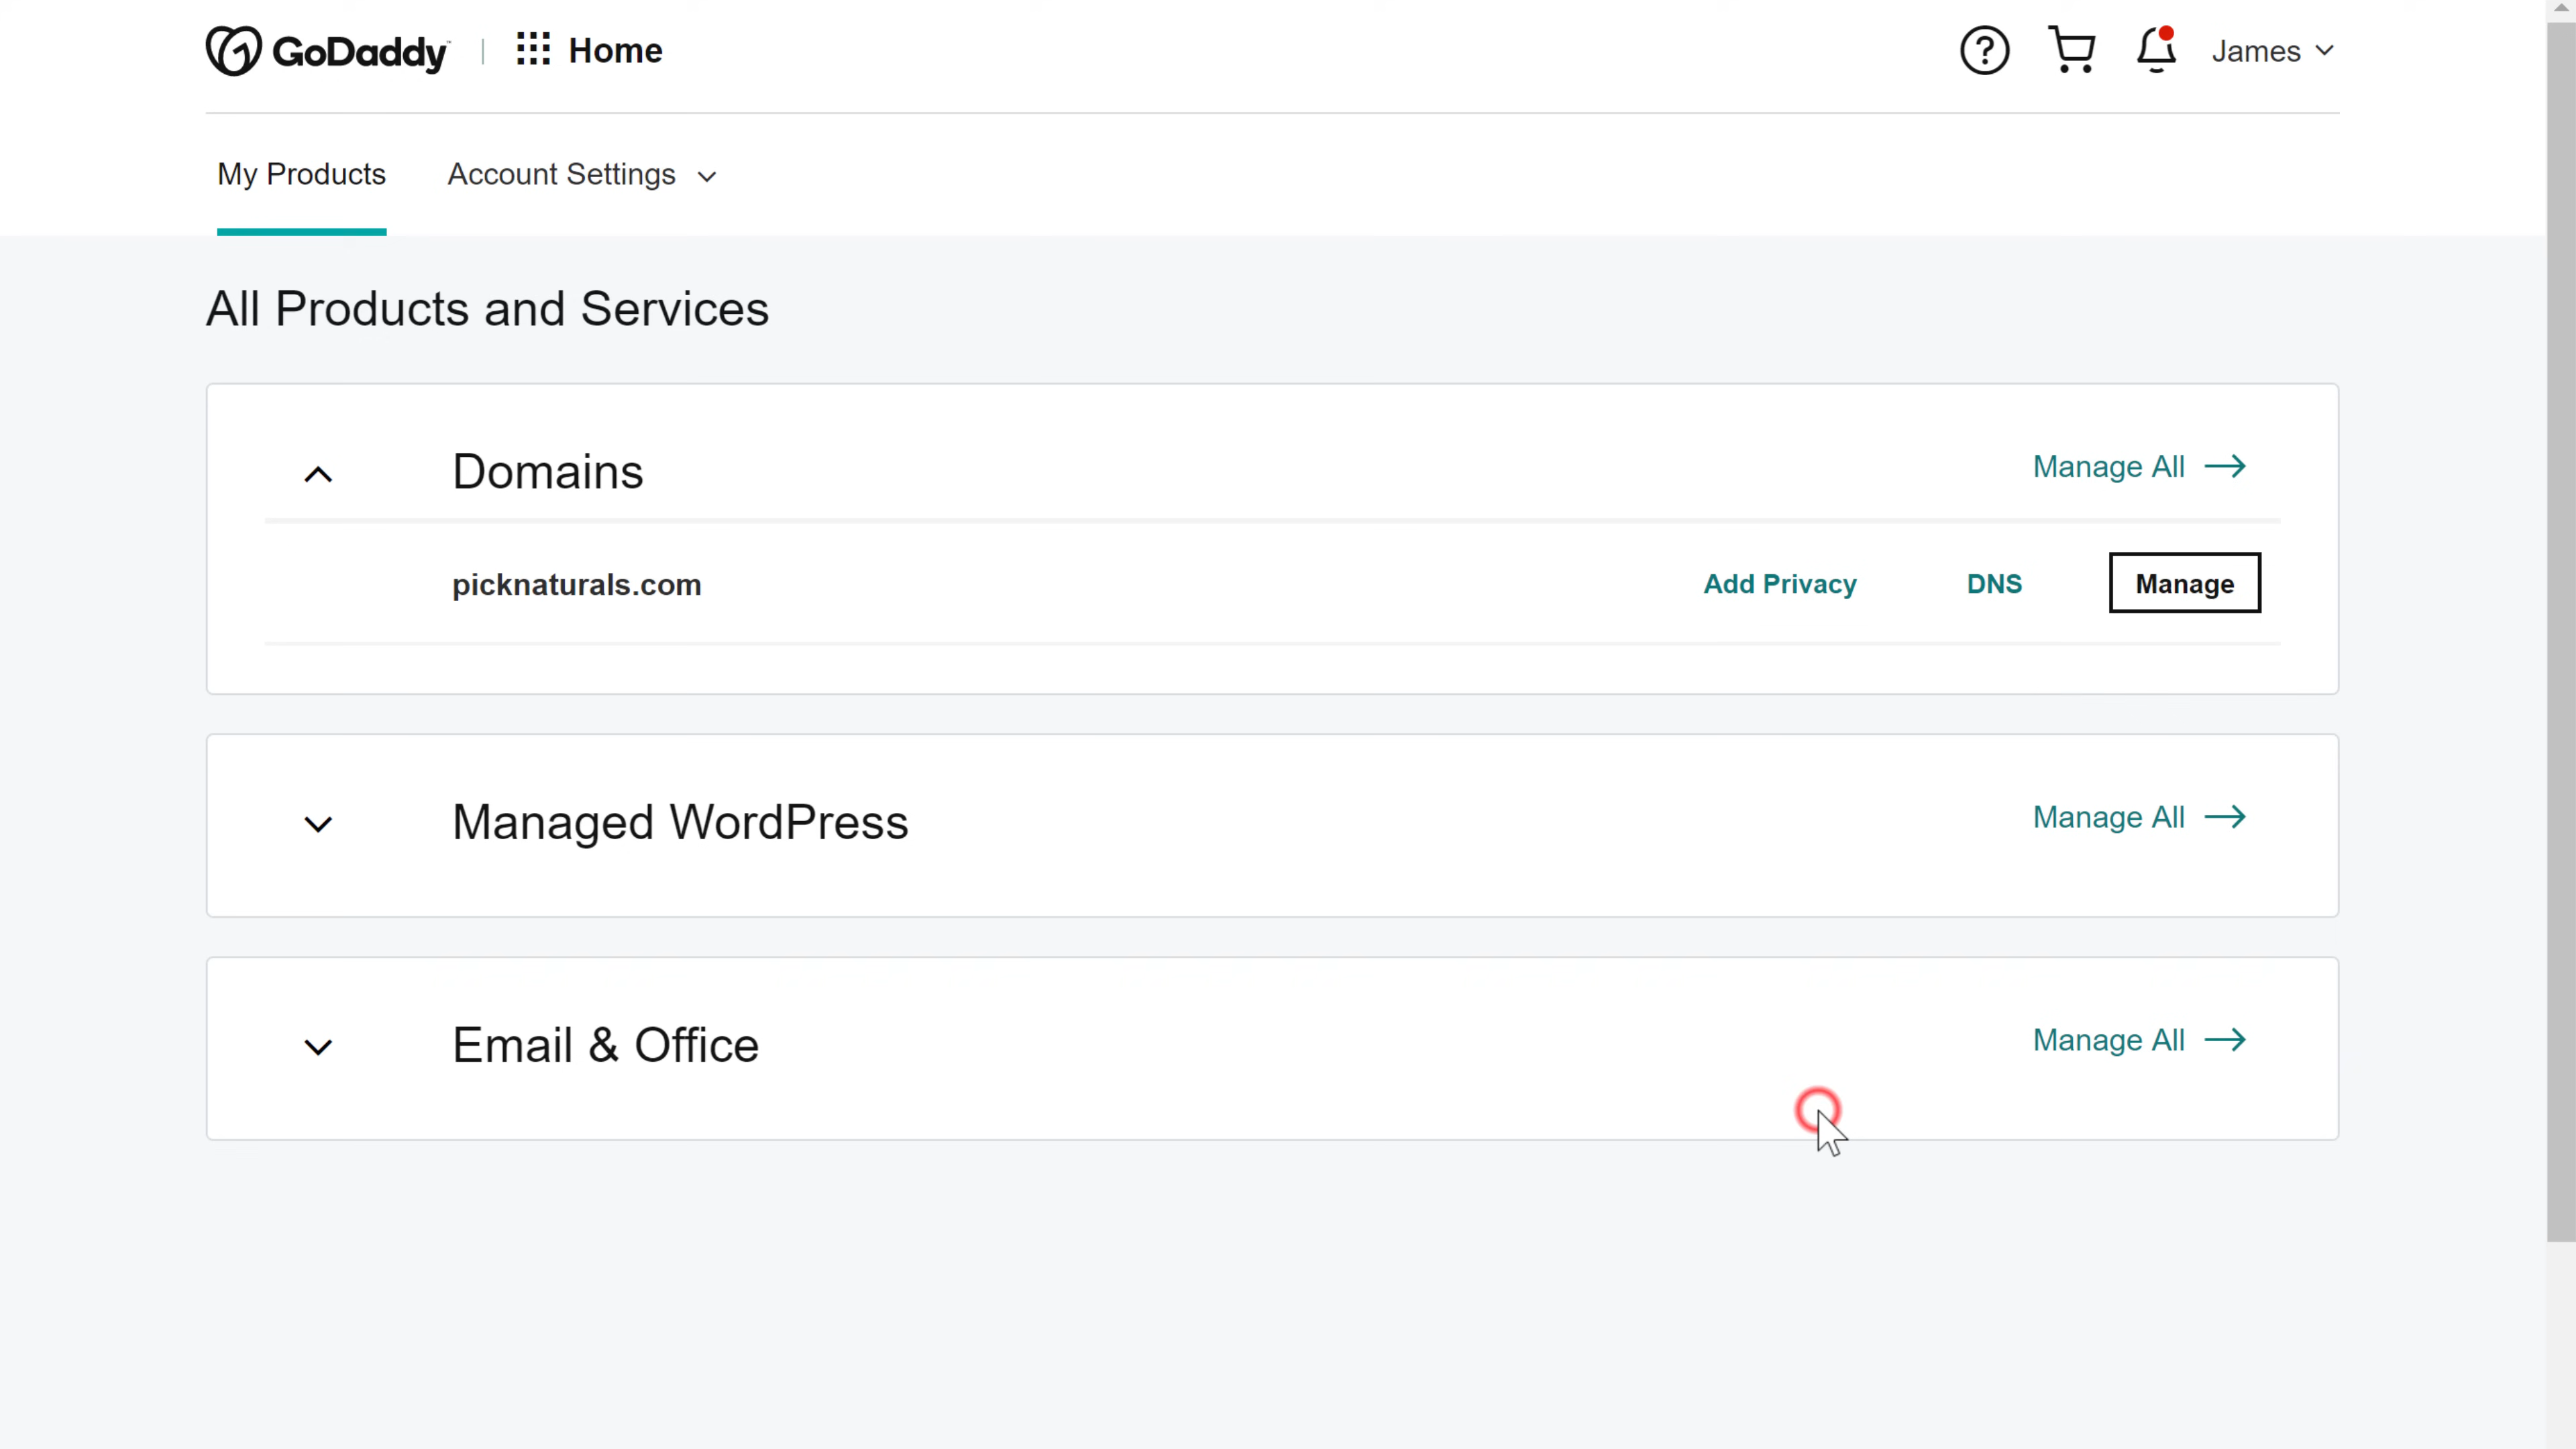 GoDaddy™ Home James
My Products Account Settings
All Products and Services
Domains Manage All
picknaturals.com Add Privacy DNS Manage
Managed WordPress Manage All
Email & Office Manage All